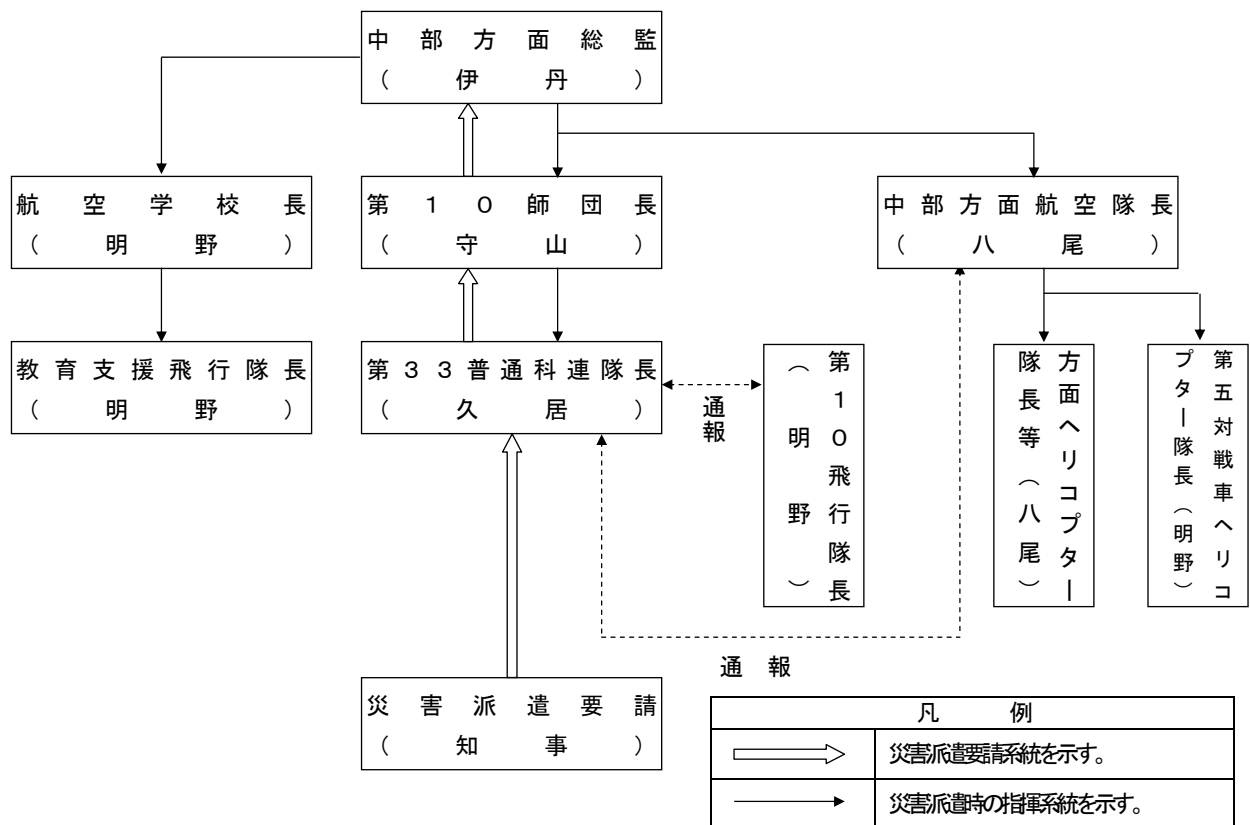 中部方面総監
(伊丹)
航空学校長
(明野)
第10師団長
(守山)
中部方面航空隊長
(八尾)
教育支援飛行隊長
(明野)
第33普通科連隊長
(久居)
通報
第10飛行隊長
(明野)
方面ヘリコプター
隊長等(八尾)
第五対戦車ヘリコ
プター隊長(明野)
通報
災害派遣要請
(知事)
凡例
災害派遣要請系統を示す。
災害派遣時の指揮系統を示す。